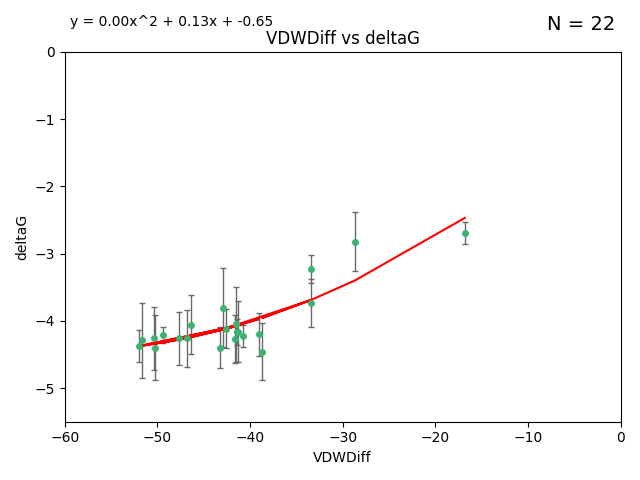 y = 0.00x^2 + 0.13x + -0.65
N = 22
VDWDiff vs deltaG
0
−1
−2
−3
−4
−5
deltaG
−60 −50 −40 −30 −20 −10 0
VDWDiff